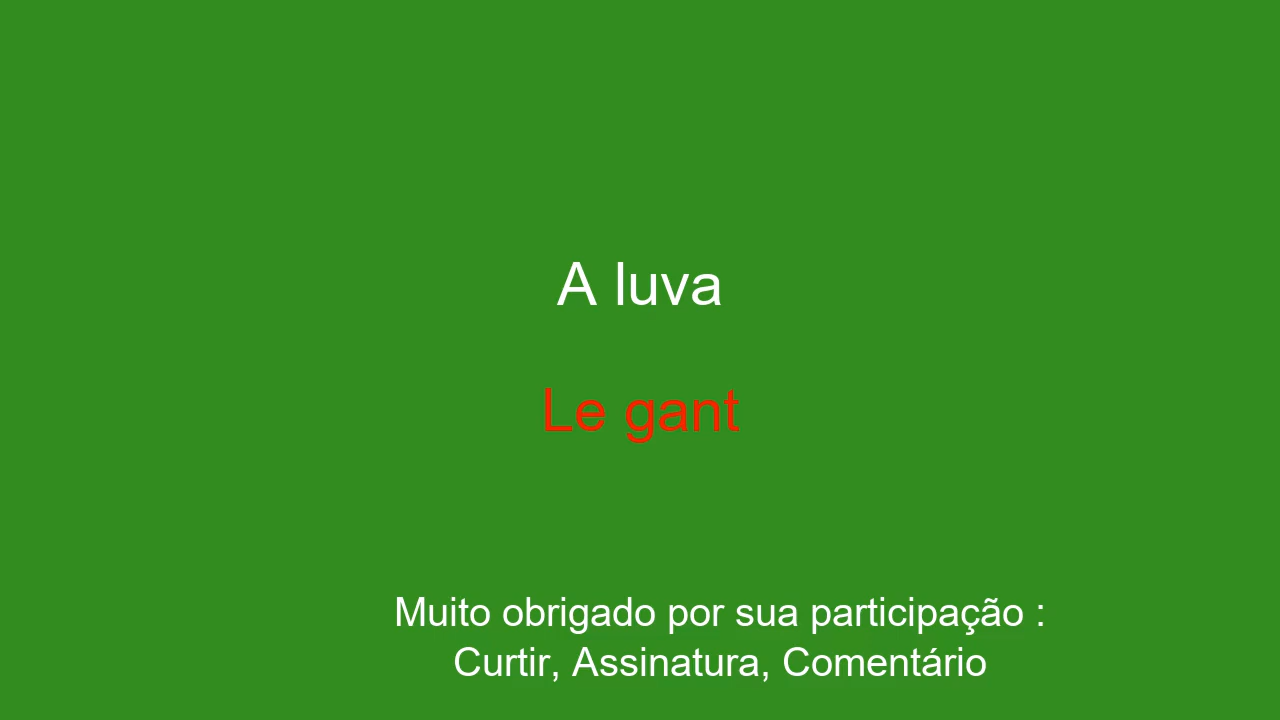 A luva
Le gant
Muito obrigado por sua participação :
Curtir, Assinatura, Comentário